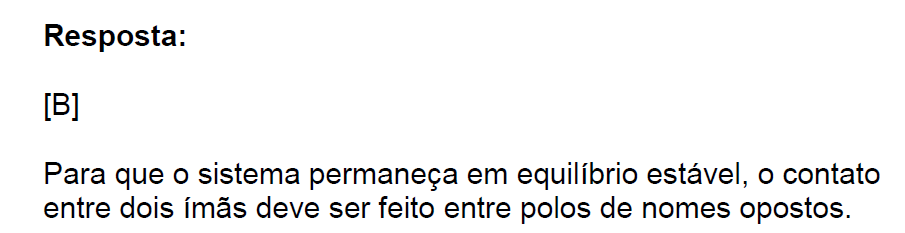 Resposta:
[B]
Para que o sistema permaneça em equilíbrio estável, o contato
entre dois ímãs deve ser feito entre polos de nomes opostos.